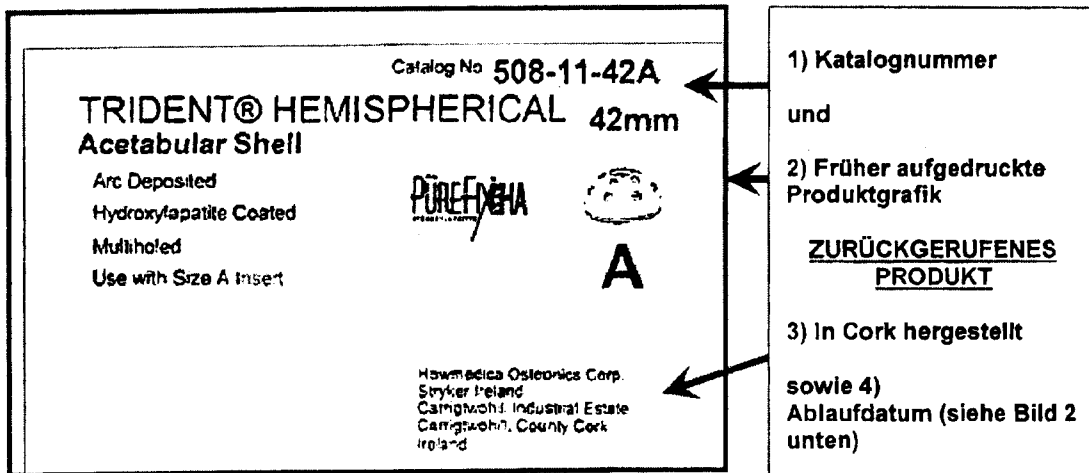 Catalog No 508-11-42A
TRIDENT® HEMISPHERICAL 42mm
Acetabular Shell
Arc Deposited
Hydroxylapatite Coated
Multiholed
Use with Size A Insert
PUREFIX HA
A
Howmedica Osteonics Corp.
Stryker Ireland
Carrigtwohill Industrial Estate
Carrigtwohill, County Cork
Ireland
1) Katalognummer
und
2) Früher aufgedruckte
Produktgrafik
ZURÜCKGERUFENES
PRODUKT
3) In Cork hergestellt
sowie 4)
Ablaufdatum (siehe Bild 2
unten)